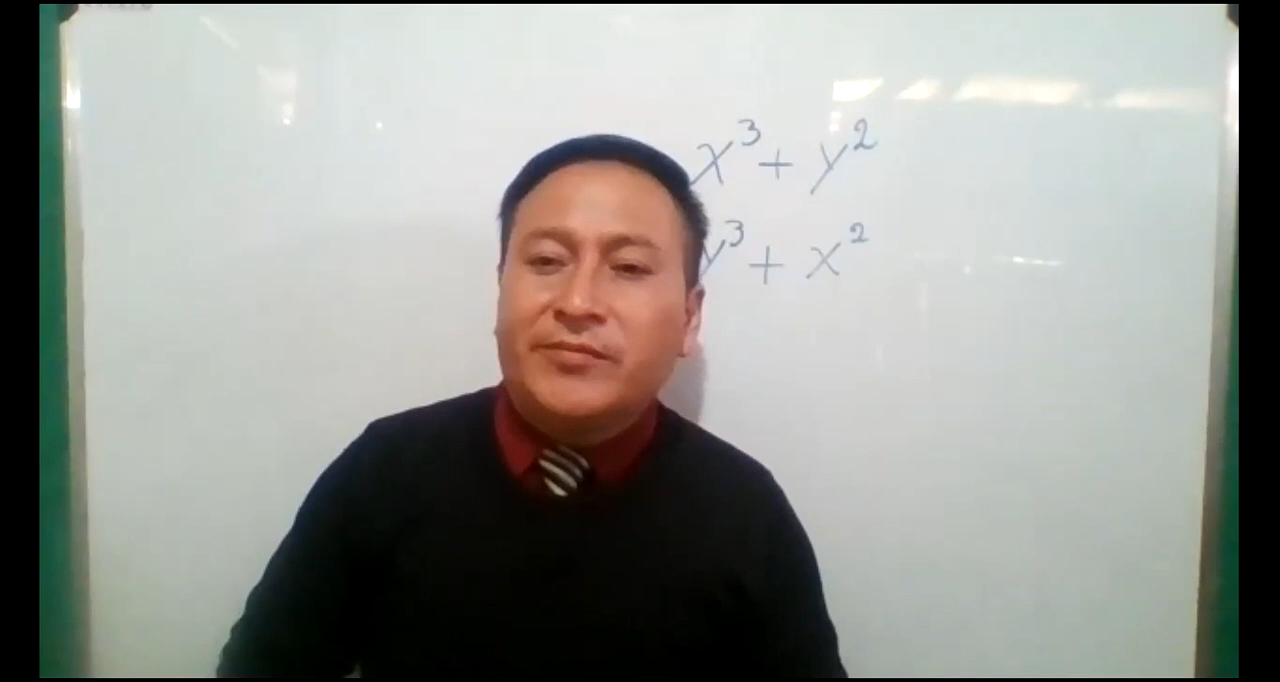 x³ + y²
y³ + x²